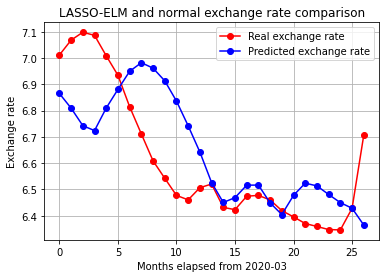 LASSO-ELM and normal exchange rate comparison
Real exchange rate
Predicted exchange rate
Exchange rate
7.1
7.0
6.9
6.8
6.7
6.6
6.5
6.4
0 5 10 15 20 25
Months elapsed from 2020-03